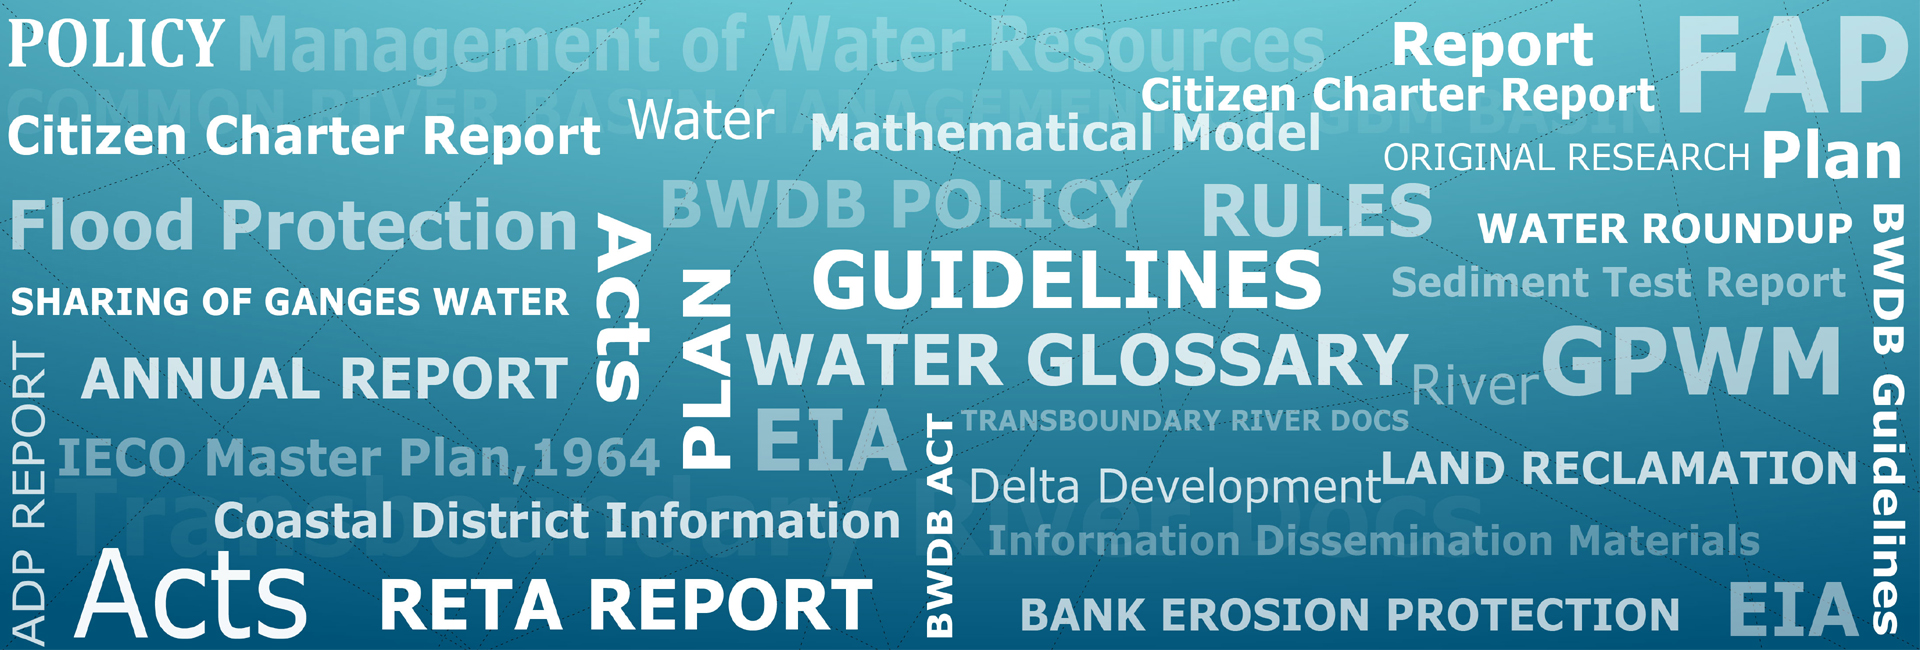 POLICY
Management of Water Resources
Report
FAP
COMMON RIVER BASIN MANAGEMENT
GBM BASIN
Citizen Charter Report
Citizen Charter Report
Water
Mathematical Model
ORIGINAL RESEARCH
Plan
Flood Protection
Acts
BWDB POLICY
RULES
WATER ROUNDUP
BWDB Guidelines
SHARING OF GANGES WATER
PLAN
GUIDELINES
Sediment Test Report
ANNUAL REPORT
WATER GLOSSARY
River
GPWM
ADP REPORT
IECO Master Plan,1964
EIA
BWDB ACT
TRANSBOUNDARY RIVER DOCS
Delta Development
LAND RECLAMATION
Transboundary River Docs
Coastal District Information
Information Dissemination Materials
Acts
RETA REPORT
BANK EROSION PROTECTION
EIA